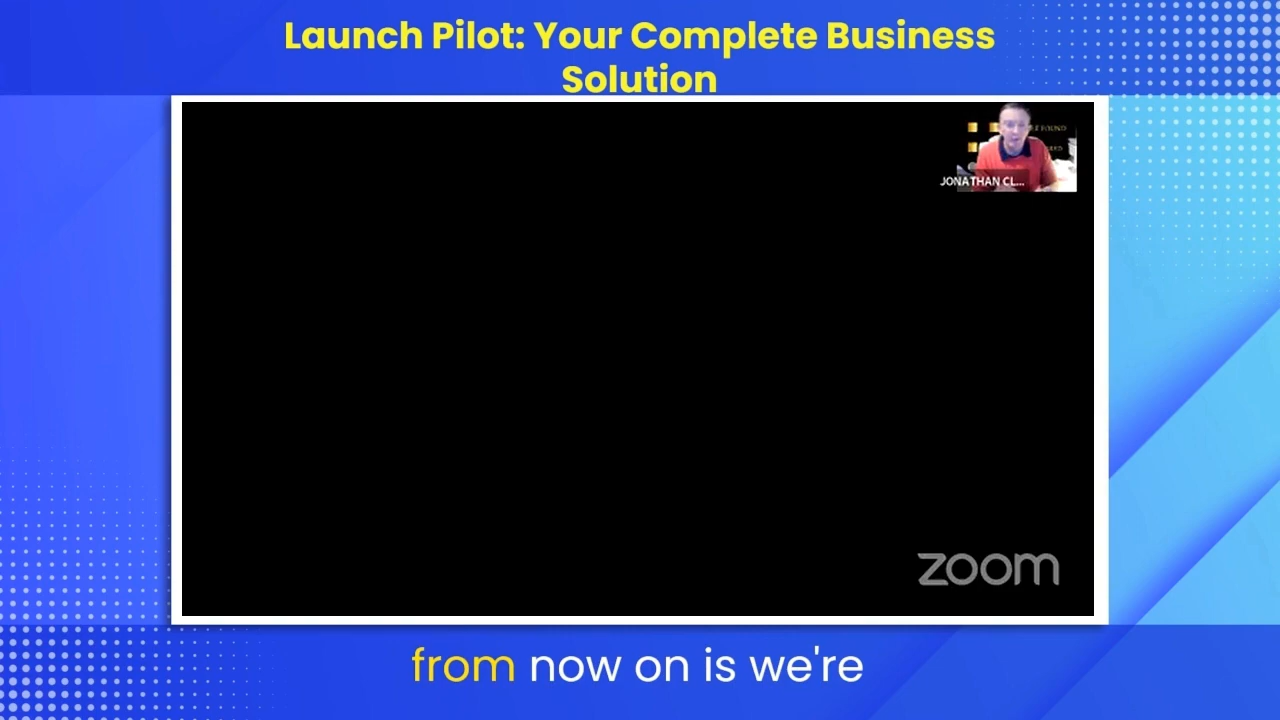 Launch Pilot: Your Complete Business
Solution
JONATHAN CL...
zoom
from now on is we're